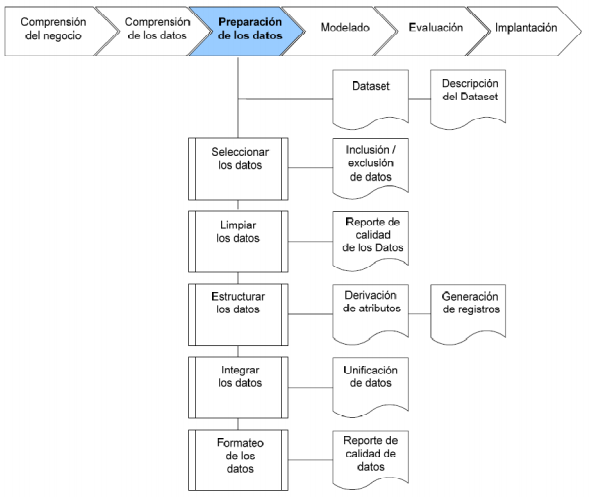 Comprensión
del negocio
Comprensión
de los datos
Preparación
de los datos
Modelado
Evaluación
Implantación
Dataset
Descripción
del Dataset
Seleccionar
los datos
Inclusión /
exclusión
de datos
Limpiar
los datos
Reporte de
calidad
de los Datos
Estructurar
los datos
Derivación
de atributos
Generación
de registros
Integrar
los datos
Unificación
de datos
Formateo
de los
datos
Reporte de
calidad de
datos